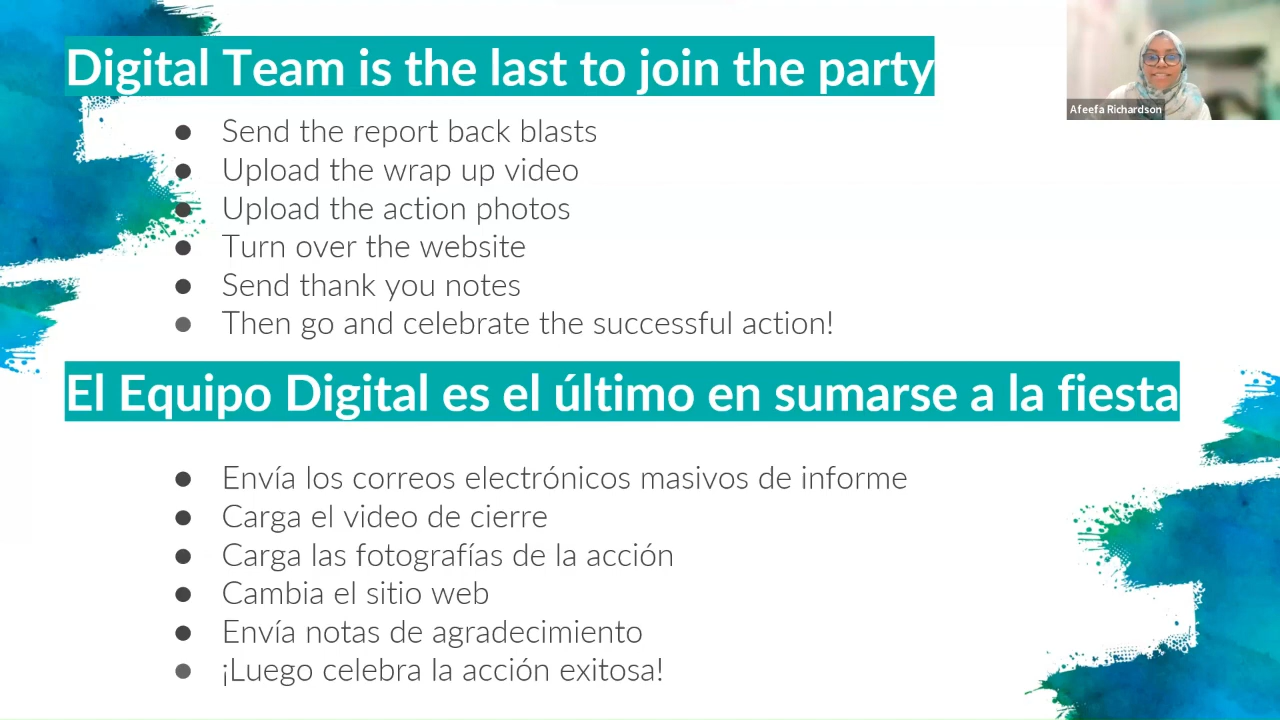 Digital Team is the last to join the party
Afeefa Richardson
● Send the report back blasts
● Upload the wrap up video
● Upload the action photos
● Turn over the website
● Send thank you notes
● Then go and celebrate the successful action!
El Equipo Digital es el último en sumarse a la fiesta
● Envía los correos electrónicos masivos de informe
● Carga el video de cierre
● Carga las fotografías de la acción
● Cambia el sitio web
● Envía notas de agradecimiento
● ¡Luego celebra la acción exitosa!